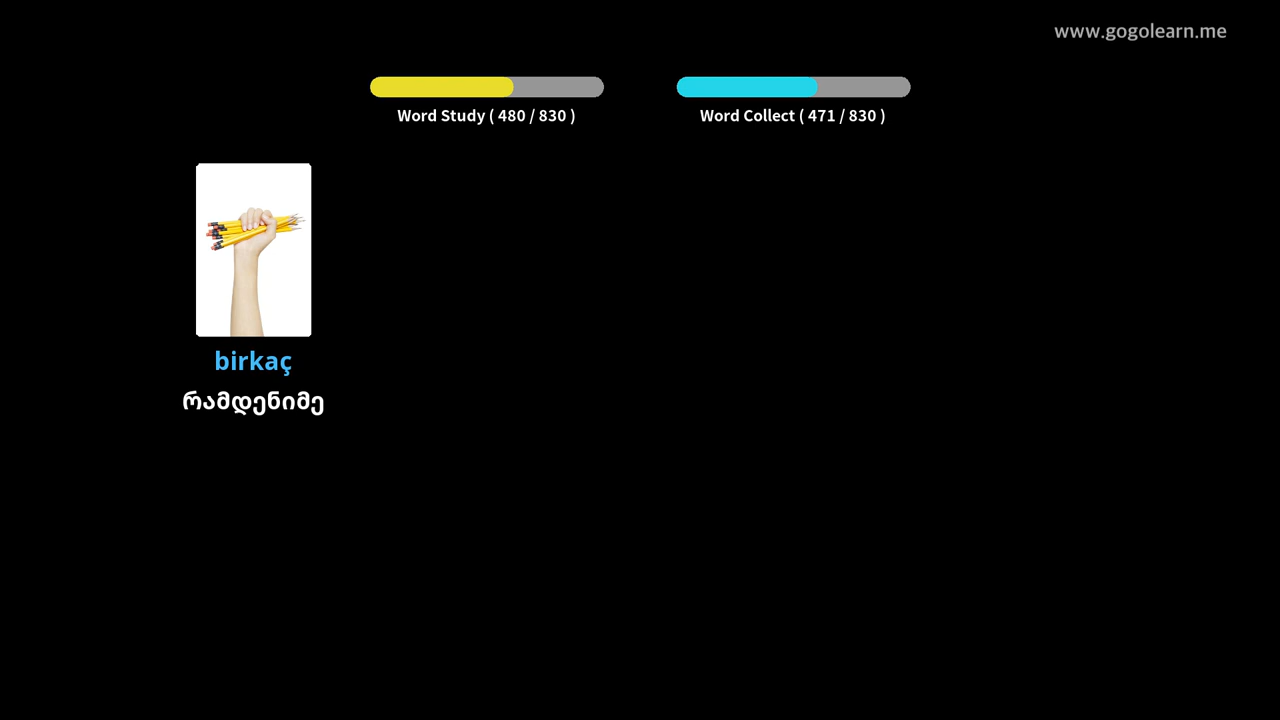 www.gogolearn.me
Word Study ( 480 / 830 )
Word Collect ( 471 / 830 )
birkaç
რამდენიმე